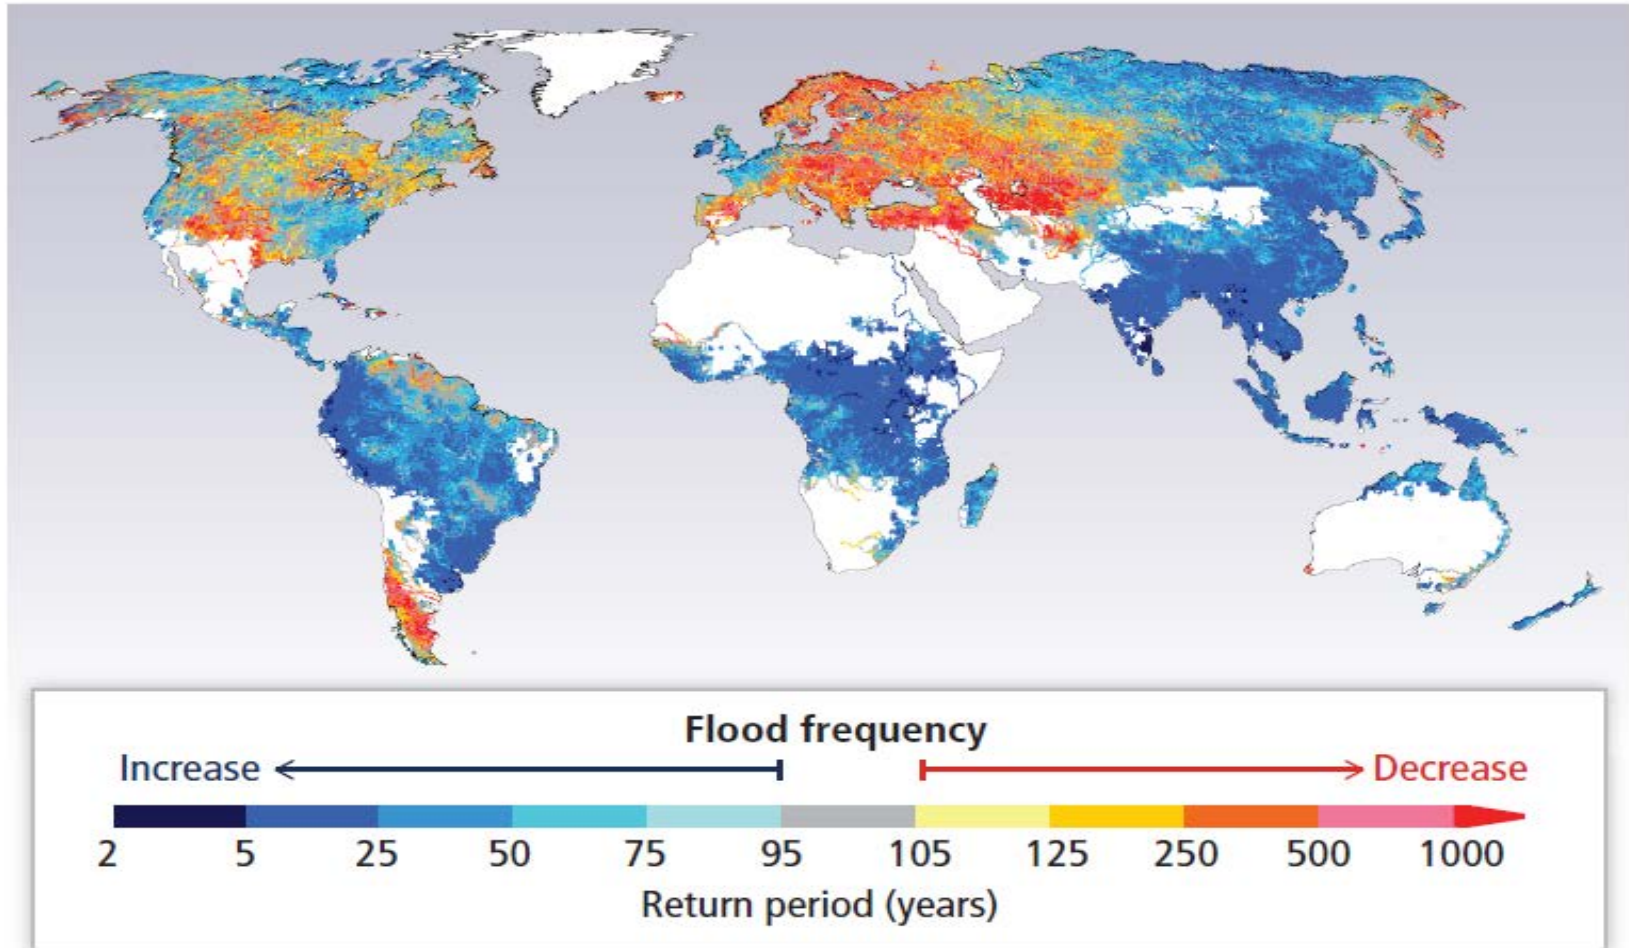 Flood frequency
Increase Decrease
2 5 25 50 75 95 105 125 250 500 1000
Return period (years)